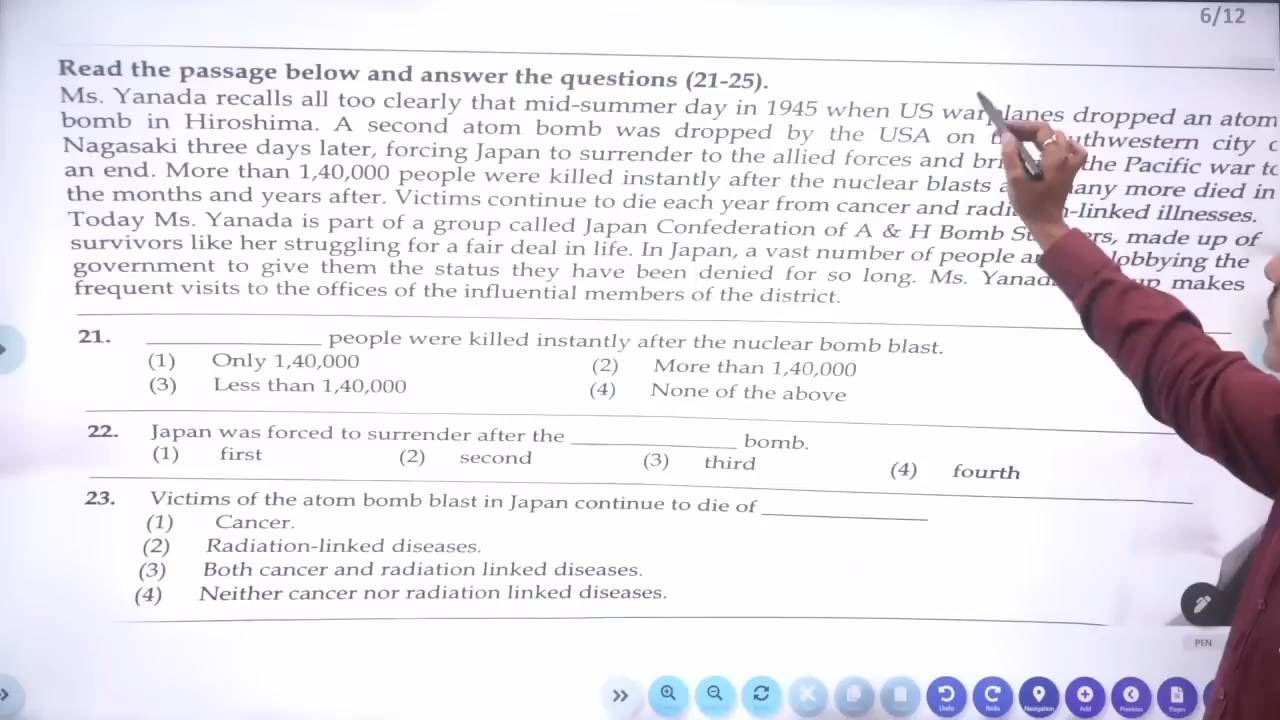 6/12
Read the passage below and answer the questions (21-25).
Ms. Yanada recalls all too clearly that mid-summer day in 1945 when US warplanes dropped an atom
bomb in Hiroshima. A second atom bomb was dropped by the USA on uthwestern city
Nagasaki three days later, forcing Japan to surrender to the allied forces and bri the Pacific war to
an end. More than 1,40,000 people were killed instantly after the nuclear blasts a any more died in
the months and years after. Victims continue to die each year from cancer and radi n-linked illnesses.
Today Ms. Yanada is part of a group called Japan Confederation of A & H Bomb Su rs, made up of
survivors like her struggling for a fair deal in life. In Japan, a vast number of people a lobbying the
government to give them the status they have been denied for so long. Ms. Yanad up makes
frequent visits to the offices of the influential members of the district.
21. people were killed instantly after the nuclear bomb blast.
(1) Only 1,40,000 (2) More than 1,40,000
(3) Less than 1,40,000 (4) None of the above
22. Japan was forced to surrender after the bomb.
(1) first (2) second (3) third (4) fourth
23. Victims of the atom bomb blast in Japan continue to die of
(1) Cancer.
(2) Radiation-linked diseases.
(3) Both cancer and radiation linked diseases.
(4) Neither cancer nor radiation linked diseases.
PEN
Undo Redo Navigation Add Previous Pages